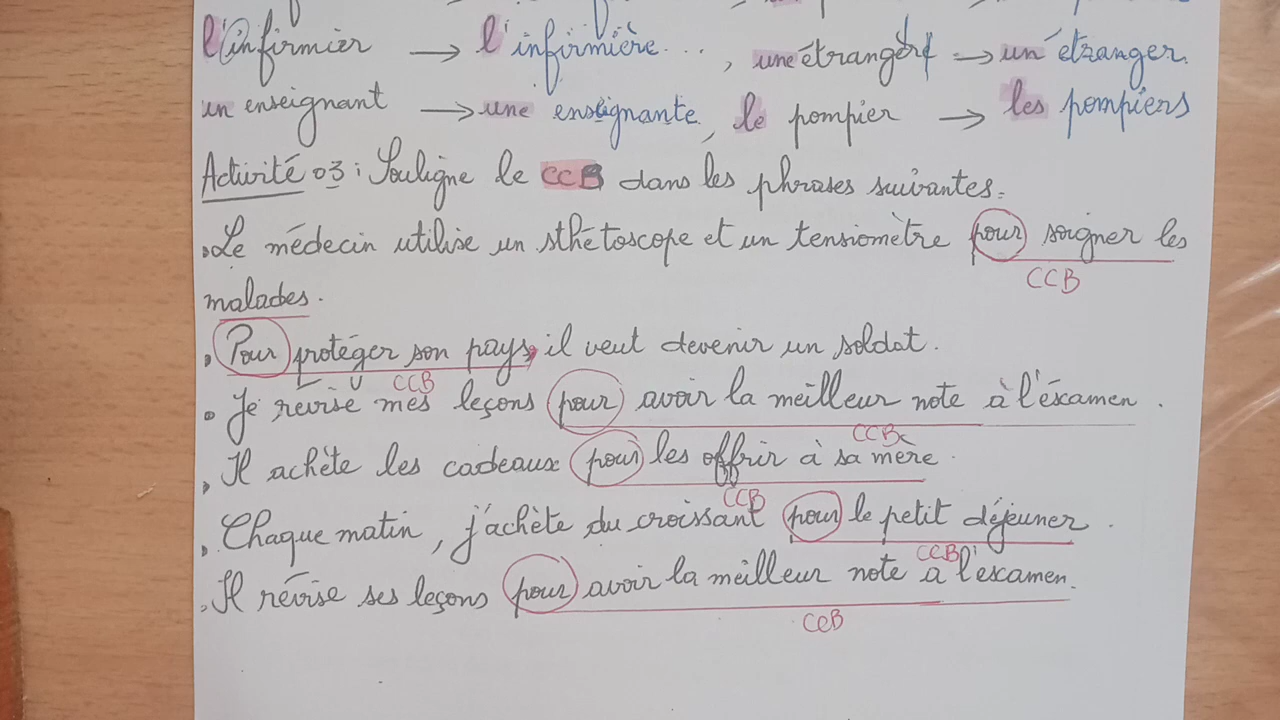 l'infirmier → l'infirmière..., une étrangère → un étranger.
un enseignant → une enseignante, le pompier → les pompiers
Activité 03 : Souligne le CCB dans les phrases suivantes.
. Le médecin utilise un sthétoscope et un tensiomètre pour soigner les
CCB
malades.
. Pour protéger son pays, il veut devenir un soldat.
CCB
. Je révise mes leçons pour avoir la meilleur note à l'éxamen.
CCB
. Il achète les cadeaux pour les offrir à sa mère.
CCB
. Chaque matin, j'achète du croissant pour le petit déjeuner.
CCB
. Il révise ses leçons pour avoir la meilleur note à l'examen.
CCB